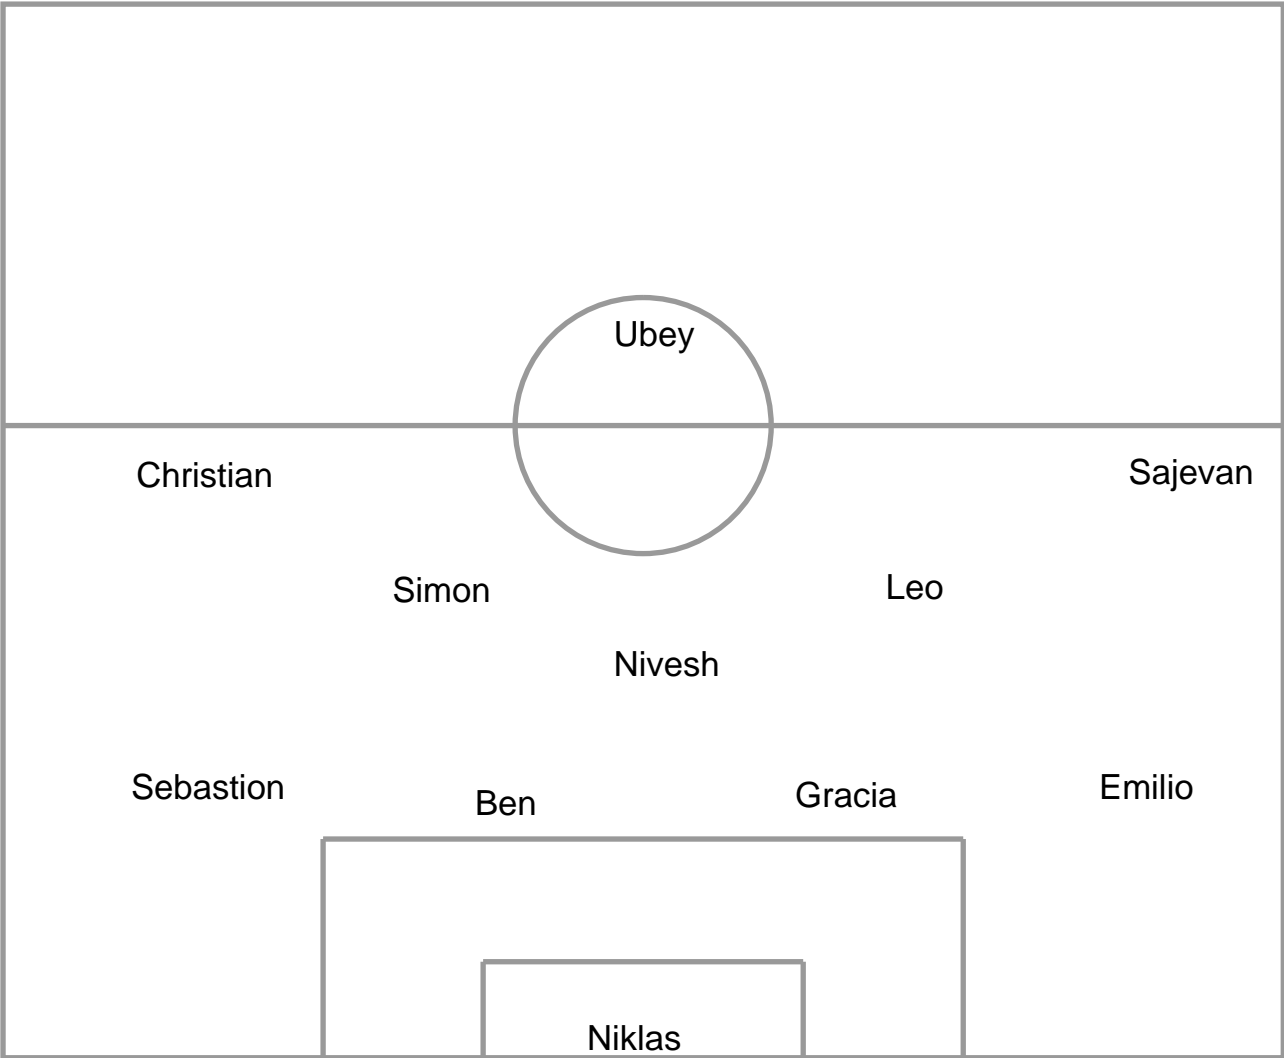 Ubey
Christian
Sajevan
Simon
Leo
Nivesh
Sebastion
Ben
Gracia
Emilio
Niklas